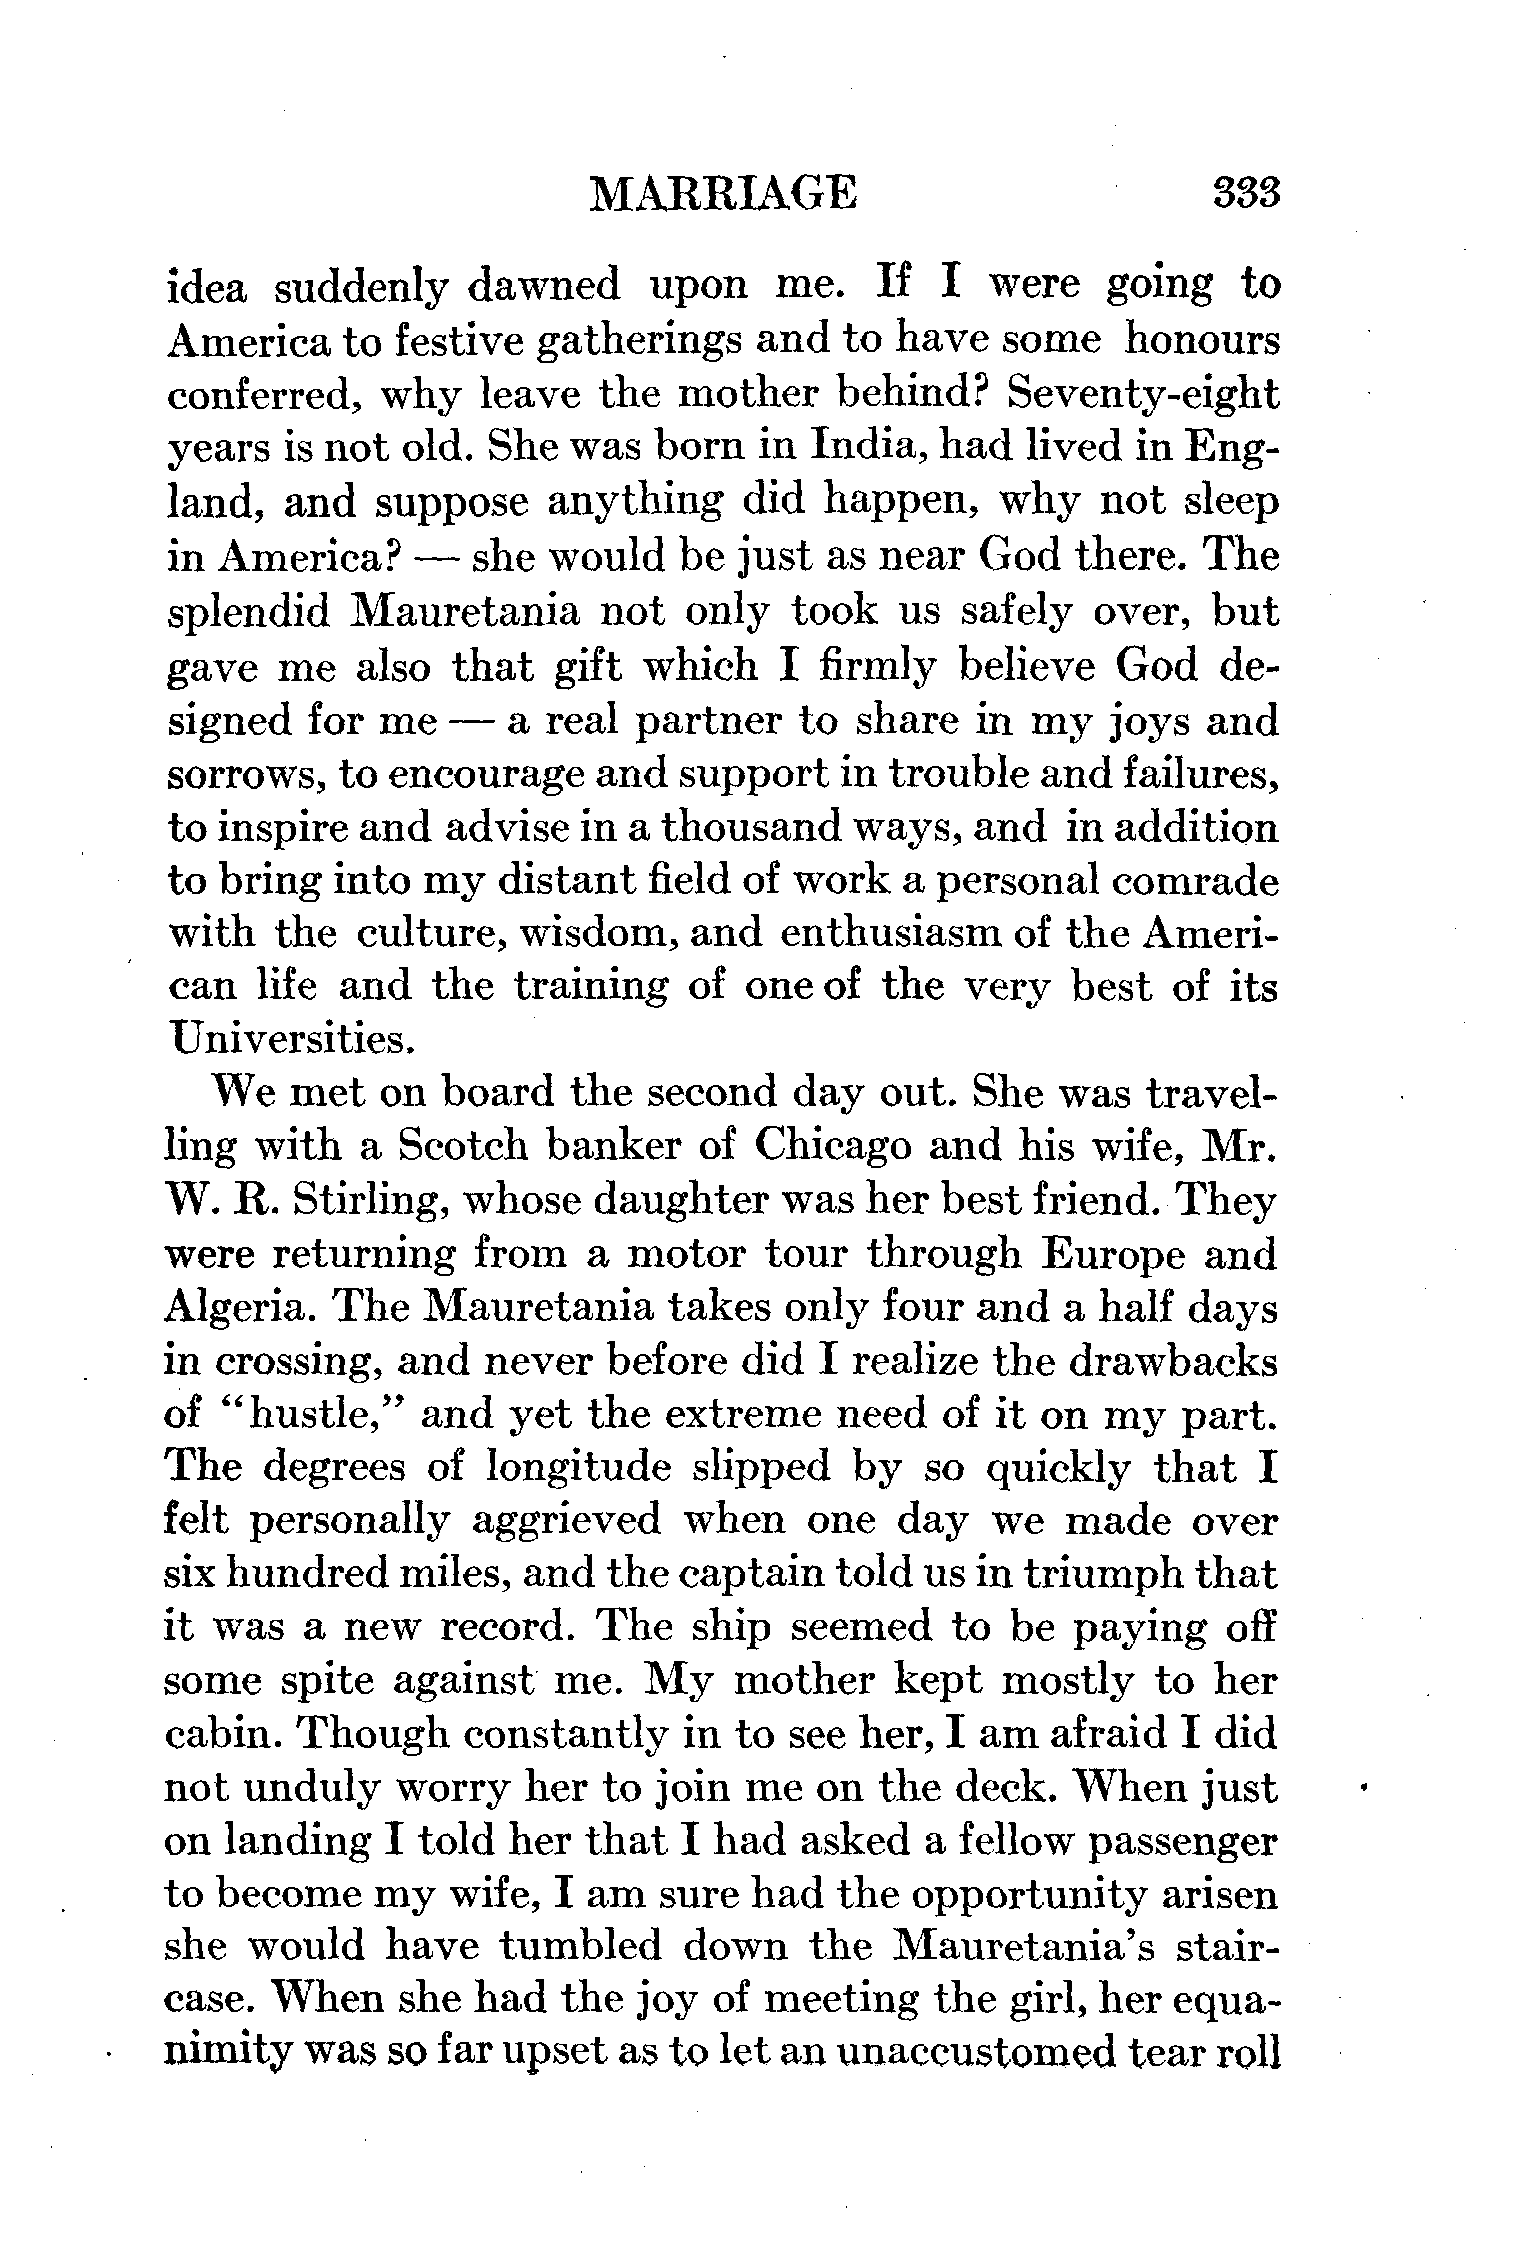 MARRIAGE 333
idea suddenly dawned upon me. If I were going to
America to festive gatherings and to have some honours
conferred, why leave the mother behind? Seventy-eight
years is not old. She was born in India, had lived in Eng-
land, and suppose anything did happen, why not sleep
in America? — she would be just as near God there. The
splendid Mauretania not only took us safely over, but
gave me also that gift which I firmly believe God de-
signed for me — a real partner to share in my joys and
sorrows, to encourage and support in trouble and failures,
to inspire and advise in a thousand ways, and in addition
to bring into my distant field of work a personal comrade
with the culture, wisdom, and enthusiasm of the Ameri-
can life and the training of one of the very best of its
Universities.
We met on board the second day out. She was travel-
ling with a Scotch banker of Chicago and his wife, Mr.
W. R. Stirling, whose daughter was her best friend. They
were returning from a motor tour through Europe and
Algeria. The Mauretania takes only four and a half days
in crossing, and never before did I realize the drawbacks
of "hustle," and yet the extreme need of it on my part.
The degrees of longitude slipped by so quickly that I
felt personally aggrieved when one day we made over
six hundred miles, and the captain told us in triumph that
it was a new record. The ship seemed to be paying off
some spite against me. My mother kept mostly to her
cabin. Though constantly in to see her, I am afraid I did
not unduly worry her to join me on the deck. When just
on landing I told her that I had asked a fellow passenger
to become my wife, I am sure had the opportunity arisen
she would have tumbled down the Mauretania's stair-
case. When she had the joy of meeting the girl, her equa-
nimity was so far upset as to let an unaccustomed tear roll